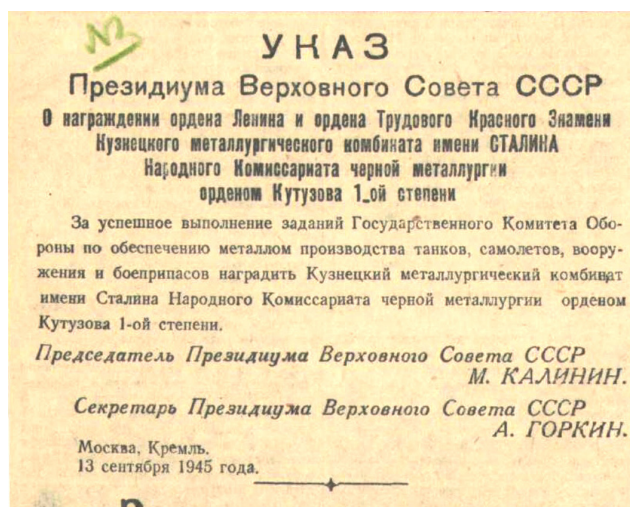 №3
УКАЗ
Президиума Верховного Совета СССР
О награждении ордена Ленина и ордена Трудового Красного Знамени
Кузнецкого металлургического комбината имени СТАЛИНА
Народного Комиссариата черной металлургии
орденом Кутузова 1-ой степени
За успешное выполнение заданий Государственного Комитета Обо-
роны по обеспечению металлом производства танков, самолетов, воору-
жения и боеприпасов наградить Кузнецкий металлургический комбинат
имени Сталина Народного Комиссариата черной металлургии орденом
Кутузова 1-ой степени.
Председатель Президиума Верховного Совета СССР
М. КАЛИНИН.
Секретарь Президиума Верховного Совета СССР
А. ГОРКИН.
Москва, Кремль.
13 сентября 1945 года.